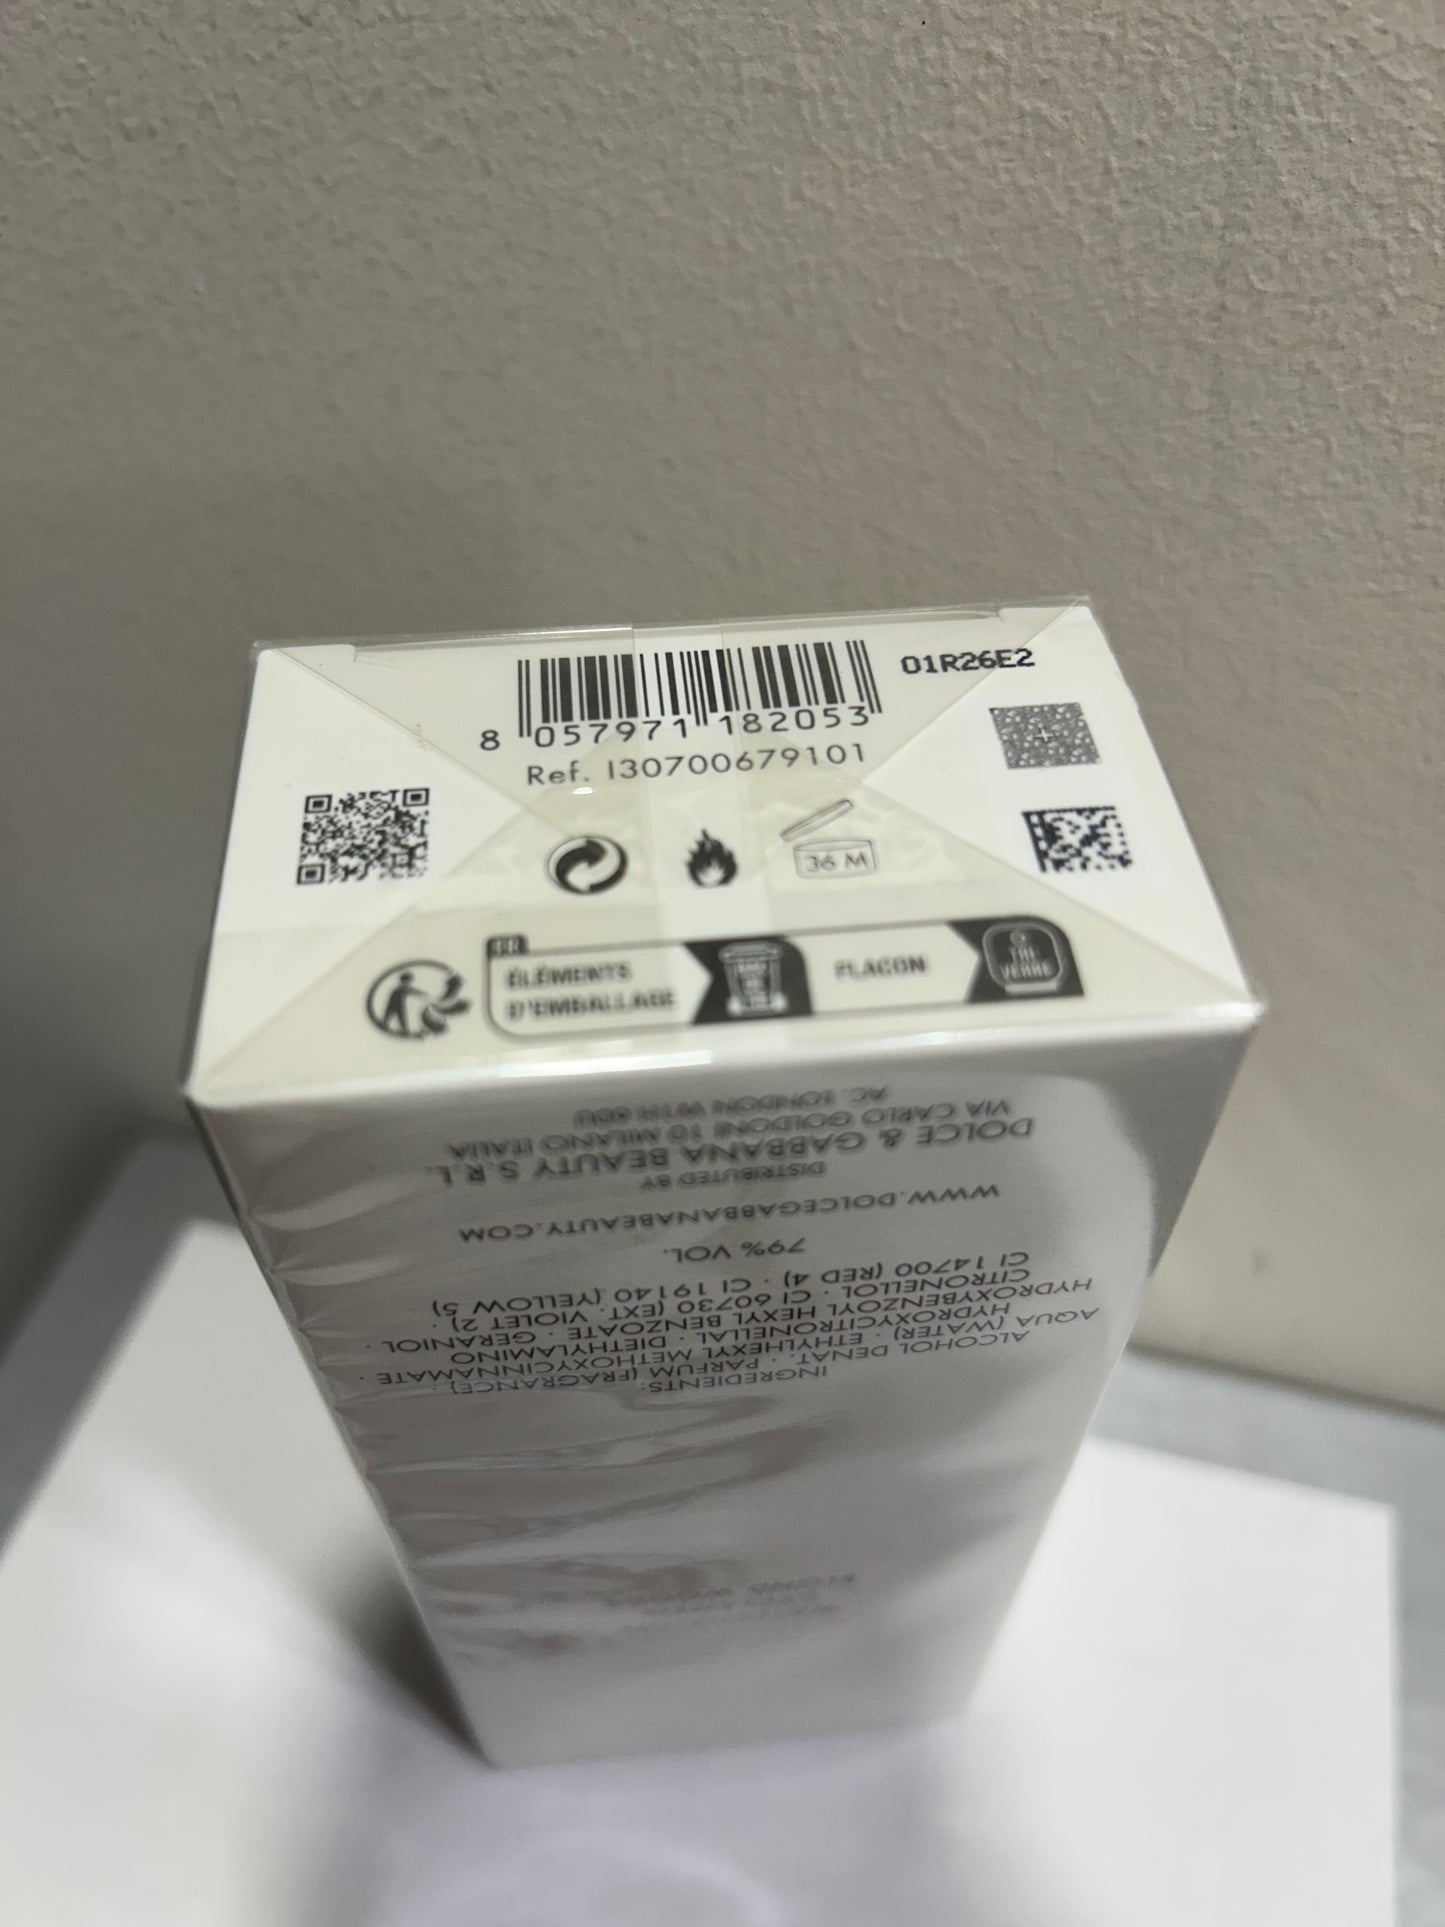 01R26E2
8 057971 182053
Ref. I30700679101
36 M
FR
ÉLÉMENTS
D'EMBALLAGE
FLACON
TRI
VERRE
INGREDIENTS:
ALCOHOL DENAT. · PARFUM (FRAGRANCE) ·
AQUA (WATER) · ETHYLHEXYL METHOXYCINNAMATE ·
HYDROXYCITRONELLAL · DIETHYLAMINO
HYDROXYBENZOYL HEXYL BENZOATE · GERANIOL ·
CITRONELLOL · CI 60730 (EXT. VIOLET 2) ·
CI 14700 (RED 4) · CI 19140 (YELLOW 5)
79% VOL.
WWW.DOLCEGABBANABEAUTY.COM
DISTRIBUTED BY
DOLCE & GABBANA BEAUTY S.R.L.
VIA CARLO GOLDONI 10 MILANO ITALIA
AC. LONDON W1H 6DU